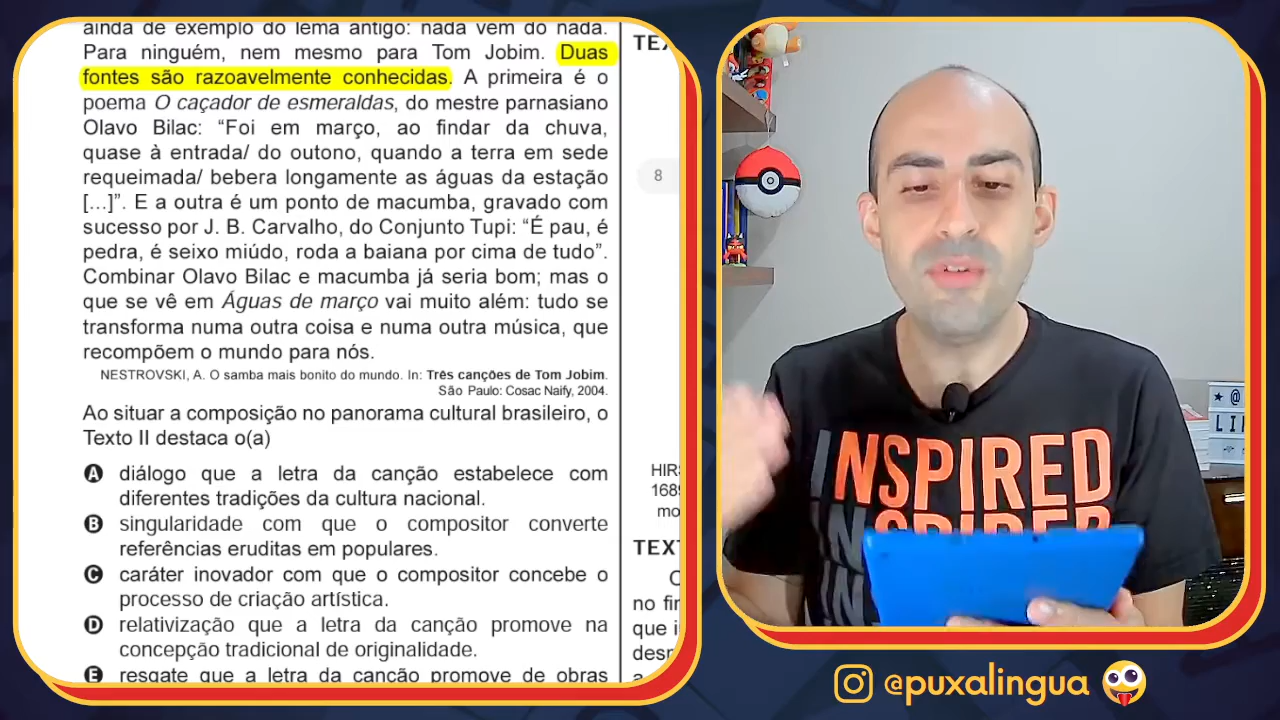 ainda de exemplo do lema antigo: nada vem do nada.
Para ninguém, nem mesmo para Tom Jobim. Duas
fontes são razoavelmente conhecidas. A primeira é o
poema O caçador de esmeraldas, do mestre parnasiano
Olavo Bilac: “Foi em março, ao findar da chuva,
quase à entrada/ do outono, quando a terra em sede
requeimada/ bebera longamente as águas da estação
[...]”. E a outra é um ponto de macumba, gravado com
sucesso por J. B. Carvalho, do Conjunto Tupi: “É pau, é
pedra, é seixo miúdo, roda a baiana por cima de tudo”.
Combinar Olavo Bilac e macumba já seria bom; mas o
que se vê em Águas de março vai muito além: tudo se
transforma numa outra coisa e numa outra música, que
recompõem o mundo para nós.
NESTROVSKI, A. O samba mais bonito do mundo. In: Três canções de Tom Jobim.
São Paulo: Cosac Naify, 2004.
Ao situar a composição no panorama cultural brasileiro, o
Texto II destaca o(a)
A diálogo que a letra da canção estabelece com
diferentes tradições da cultura nacional.
B singularidade com que o compositor converte
referências eruditas em populares.
C caráter inovador com que o compositor concebe o
processo de criação artística.
D relativização que a letra da canção promove na
concepção tradicional de originalidade.
E resgate que a letra da canção promove de obras
8
HIRS
1689
mo
TEXT
no fin
que i
desp
INSPIRED
@puxalingua